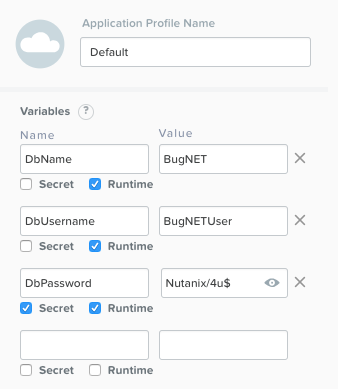 Application Profile Name
Default
Variables ?
Name Value
DbName BugNET
Secret Runtime
DbUsername BugNETUser
Secret Runtime
DbPassword Nutanix/4u$
Secret Runtime
Secret Runtime